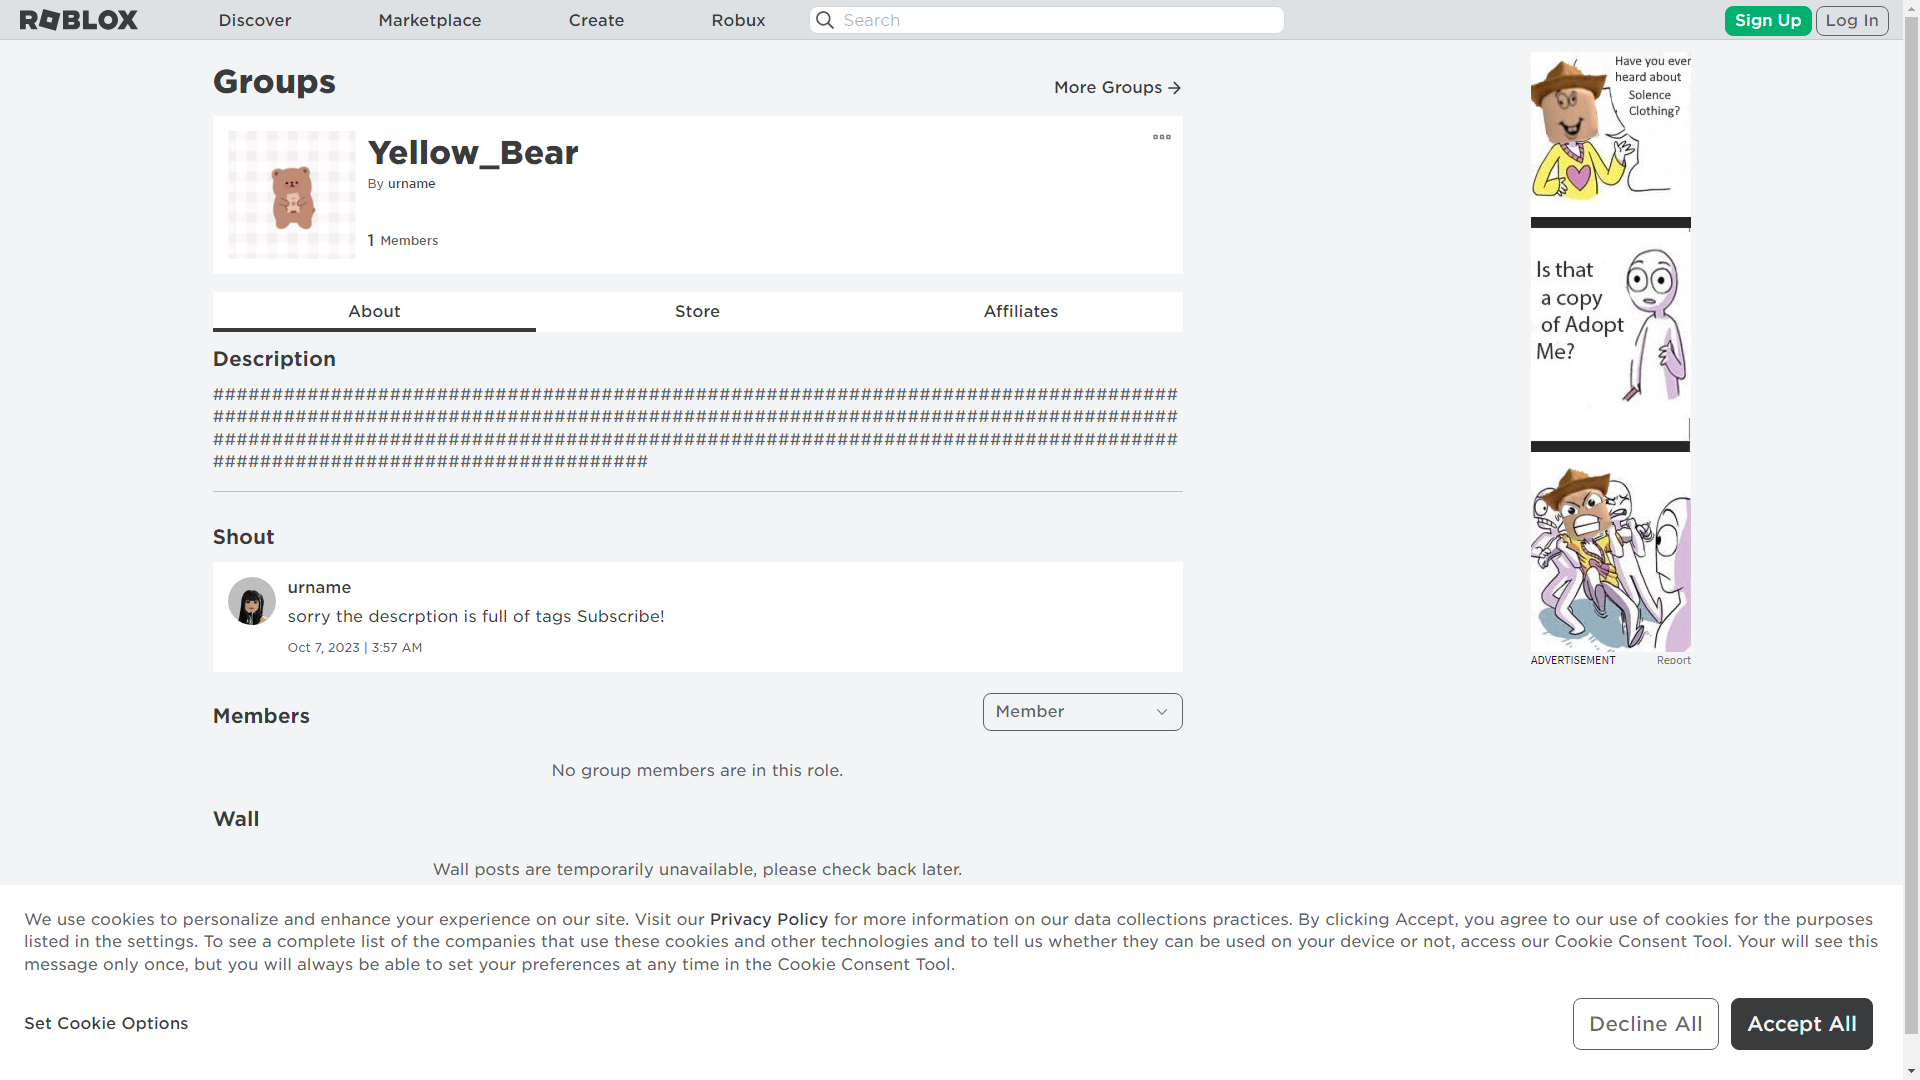 ROBLOX
Discover
Marketplace
Create
Robux
Search
Sign Up
Log In
Groups
More Groups
Yellow_Bear
By urname
1 Members
About
Store
Affiliates
Description
##################################################################################
##################################################################################
##################################################################################
#####################################
Shout
urname
sorry the descrption is full of tags Subscribe!
Oct 7, 2023 | 3:57 AM
Members
Member
No group members are in this role.
Wall
Wall posts are temporarily unavailable, please check back later.
Have you ever
heard about
Solence
Clothing?
Is that
a copy
of Adopt
Me?
ADVERTISEMENT
Report
We use cookies to personalize and enhance your experience on our site. Visit our Privacy Policy for more information on our data collections practices. By clicking Accept, you agree to our use of cookies for the purposes
listed in the settings. To see a complete list of the companies that use these cookies and other technologies and to tell us whether they can be used on your device or not, access our Cookie Consent Tool. Your will see this
message only once, but you will always be able to set your preferences at any time in the Cookie Consent Tool.
Set Cookie Options
Decline All
Accept All